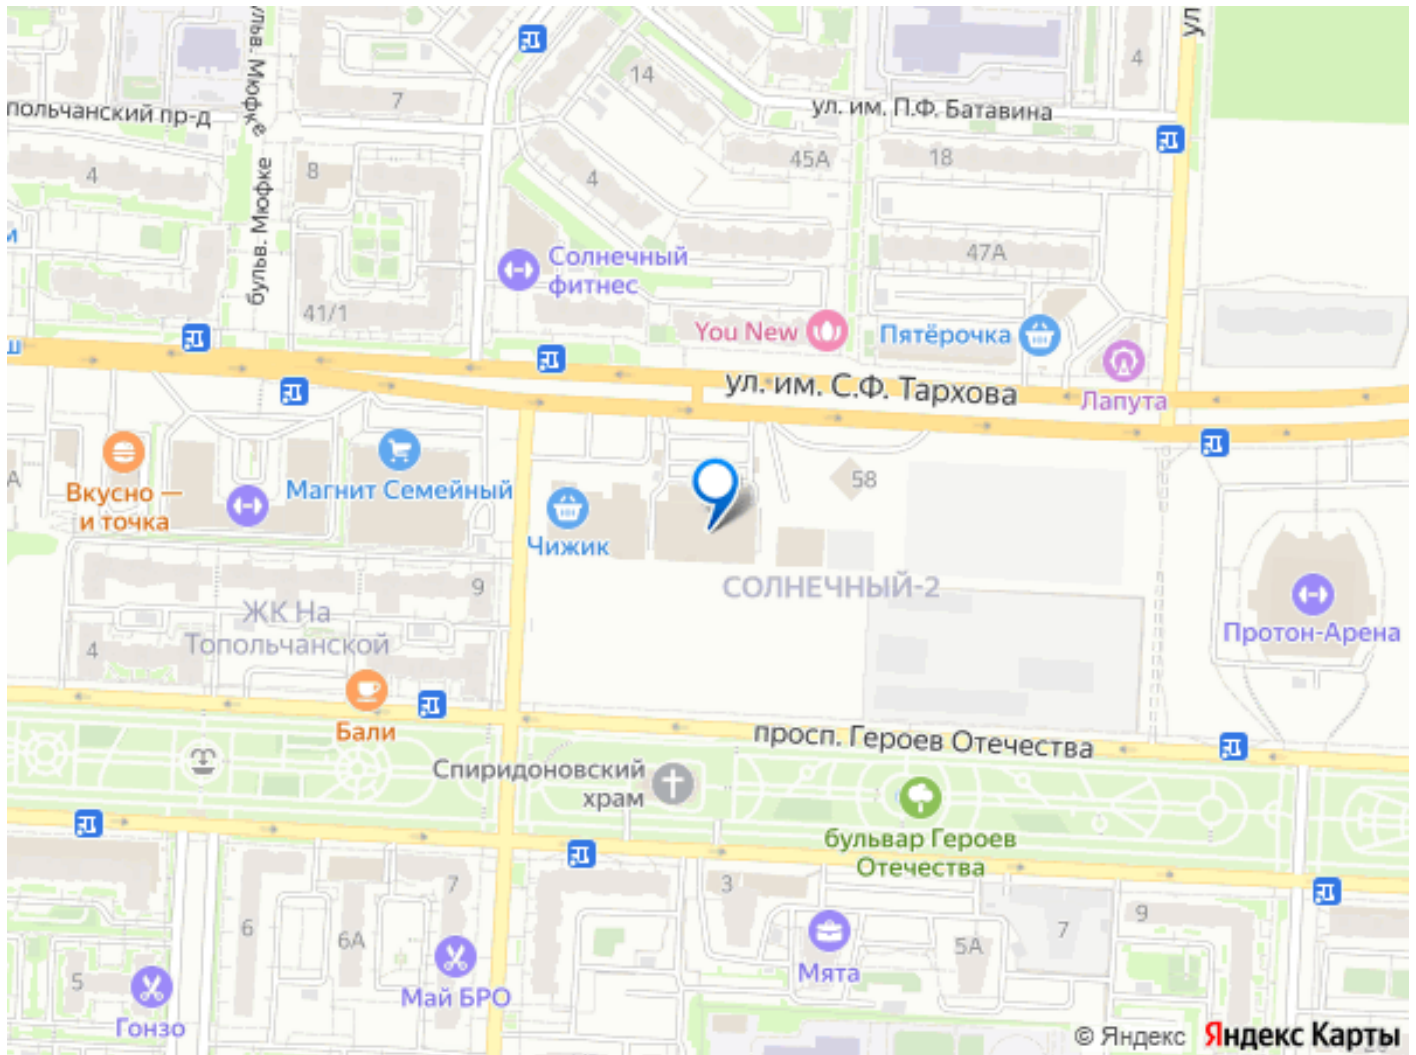 ул
4
14
7
бульв. Мюфке
польчанский пр-д
ул. им. П.Ф. Батавина
45А
18
4
8
4
бульв. Мюфке
47А
Солнечный
фитнес
41/1
You New
Пятёрочка
ш
ул. им. С.Ф. Тархова
Лапута
А
58
Вкусно —
и точка
Магнит Семейный
Чижик
9
СОЛНЕЧНЫЙ-2
ЖК На
Топольчанской
4
Протон-Арена
Бали
просп. Героев Отечества
Спиридоновский
храм
бульвар Героев
Отечества
7
3
9
6
6А
7
5А
5
Мята
Май БРО
Гонзо
© Яндекс Яндекс Карты